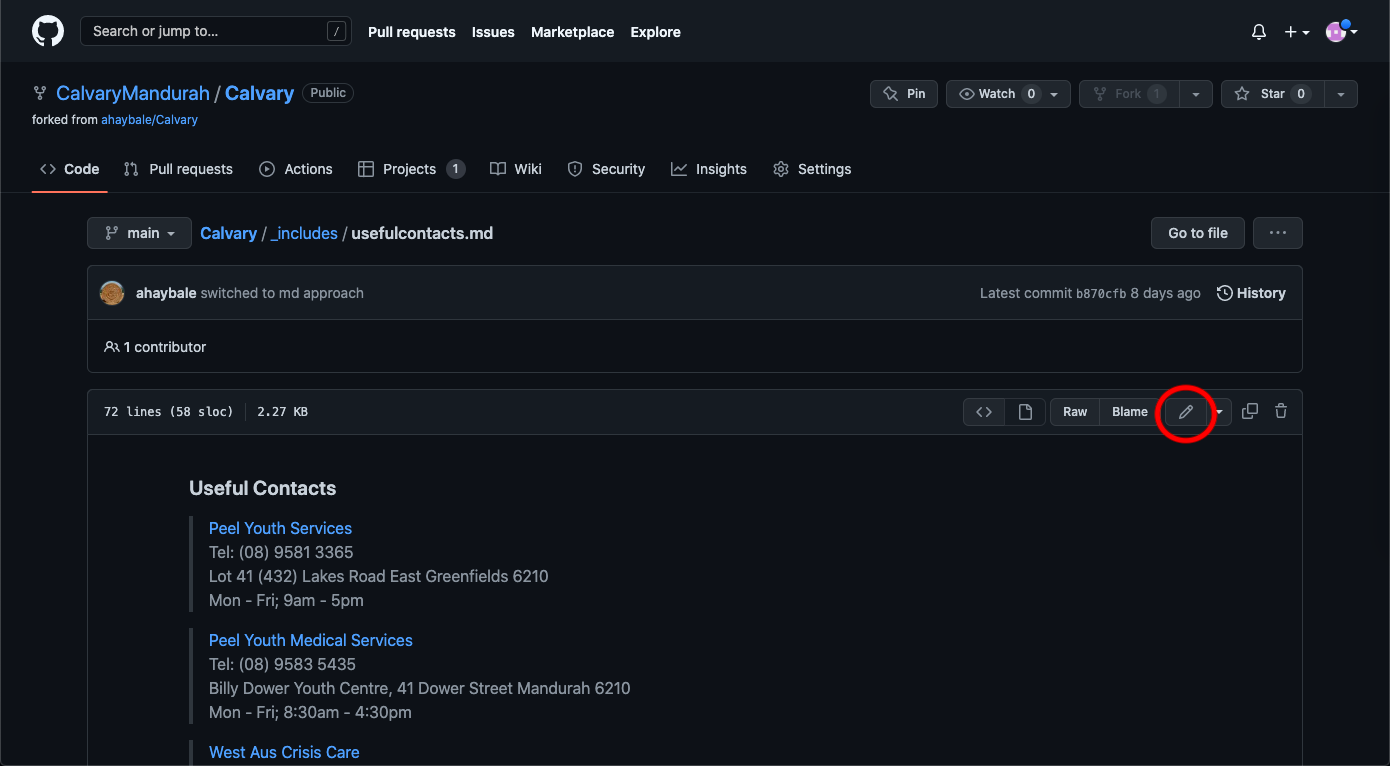 Search or jump to... / Pull requests Issues Marketplace Explore
CalvaryMandurah / Calvary Public Pin Watch 0 Fork 1 Star 0
forked from ahaybale/Calvary
Code Pull requests Actions Projects 1 Wiki Security Insights Settings
main Calvary / _includes / usefulcontacts.md Go to file ...
ahaybale switched to md approach Latest commit b870cfb 8 days ago History
1 contributor
72 lines (58 sloc) 2.27 KB <> Raw Blame
Useful Contacts
Peel Youth Services
Tel: (08) 9581 3365
Lot 41 (432) Lakes Road East Greenfields 6210
Mon - Fri; 9am - 5pm
Peel Youth Medical Services
Tel: (08) 9583 5435
Billy Dower Youth Centre, 41 Dower Street Mandurah 6210
Mon - Fri; 8:30am - 4:30pm
West Aus Crisis Care